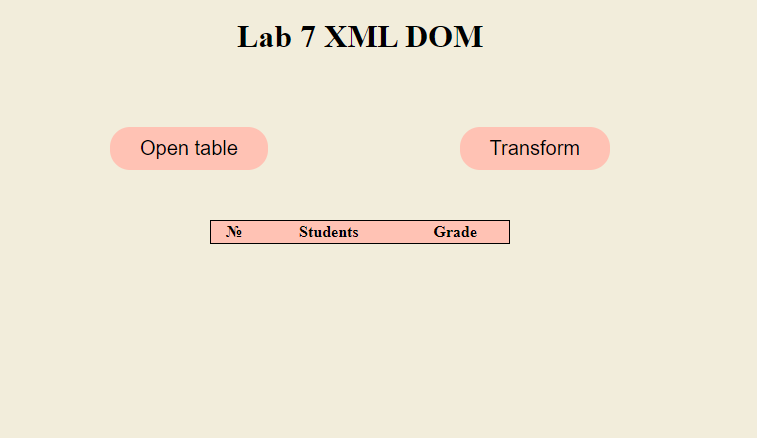 Lab 7 XML DOM
Open table Transform
№ Students Grade